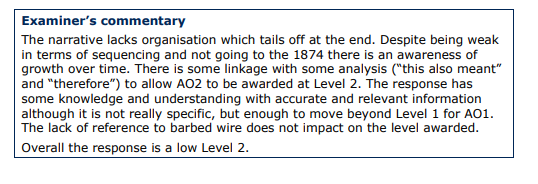 Examiner's commentary
The narrative lacks organisation which tails off at the end. Despite being weak
in terms of sequencing and not going to the 1874 there is an awareness of
growth over time. There is some linkage with some analysis ("this also meant"
and "therefore") to allow AO2 to be awarded at Level 2. The response has
some knowledge and understanding with accurate and relevant information
although it is not really specific, but enough to move beyond Level 1 for AO1.
The lack of reference to barbed wire does not impact on the level awarded.
Overall the response is a low Level 2.